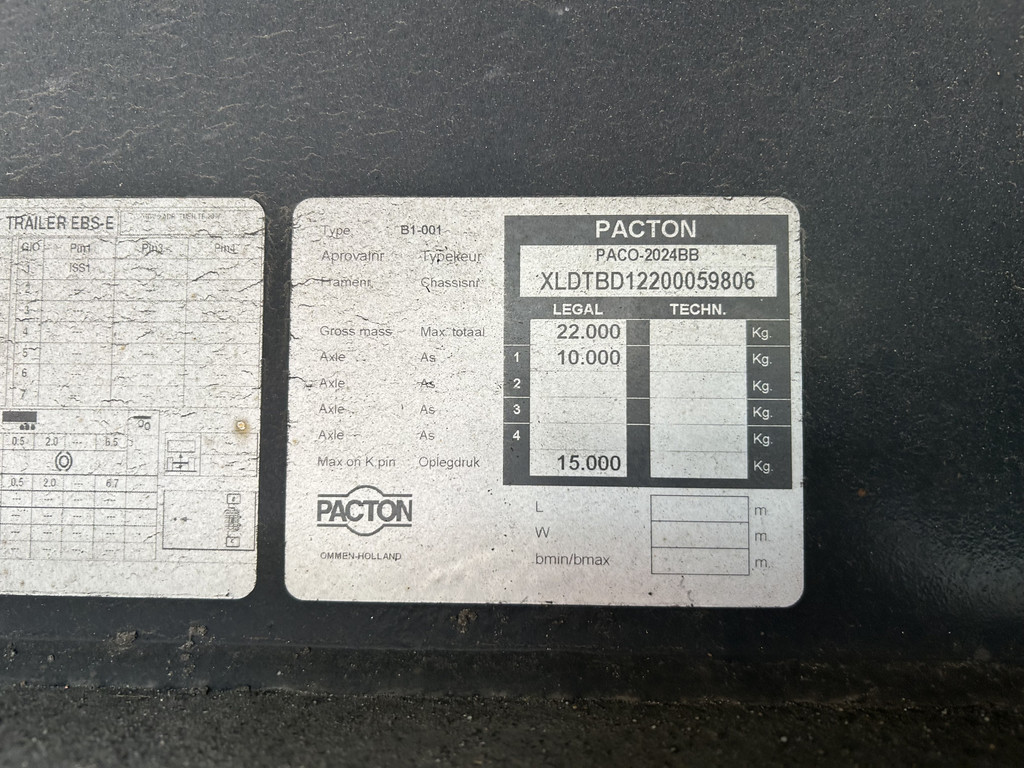 TRAILER EBS-E
GIO Pin1 Pin3 Pin4
1 ISS1
2
3
4
5
6
7
0.5 2.0 --- 6.5
0.5 2.0 --- 6.7
Type B1-001
Aprovalnr Typekeur
Framenr. Chassisnr
Gross mass Max. totaal
Axle As
Axle As
Axle As
Axle As
Max on K.pin Oplegdruk
PACTON
OMMEN-HOLLAND
PACTON
PACO-2024BB
XLDTBD12200059806
LEGAL TECHN.
22.000 Kg.
1 10.000 Kg.
2 Kg.
3 Kg.
4 Kg.
15.000 Kg.
L m.
W m.
bmin/bmax m.